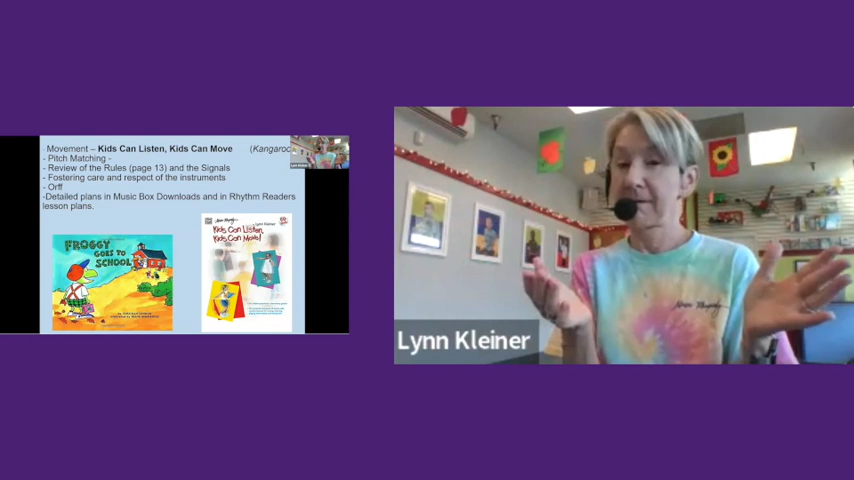 - Movement – Kids Can Listen, Kids Can Move (Kangaroo
- Pitch Matching -
- Review of the Rules (page 13) and the Signals
- Fostering care and respect of the instruments
- Orff
-Detailed plans in Music Box Downloads and in Rhythm Readers
lesson plans.
FROGGY
GOES TO
SCHOOL
Lynn Kleiner
Kids Can Listen,
Kids Can Move!
Lynn Kleiner